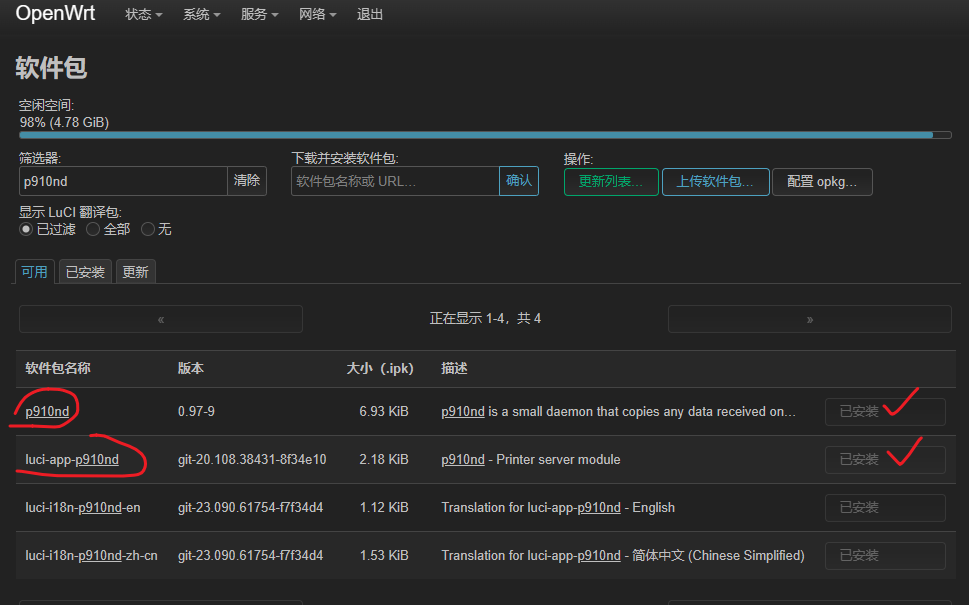 OpenWrt 状态 系统 服务 网络 退出
软件包
空闲空间:
98% (4.78 GiB)
筛选器: 下载并安装软件包: 操作:
p910nd 清除 软件包名称或 URL... 确认 更新列表... 上传软件包... 配置 opkg...
显示 LuCI 翻译包:
已过滤 全部 无
可用 已安装 更新
« 正在显示 1-4，共 4 »
软件包名称 版本 大小（.ipk) 描述
p910nd 0.97-9 6.93 KiB p910nd is a small daemon that copies any data received on... 已安装
luci-app-p910nd git-20.108.38431-8f34e10 2.18 KiB p910nd - Printer server module 已安装
luci-i18n-p910nd-en git-23.090.61754-f7f34d4 1.12 KiB Translation for luci-app-p910nd - English 已安装
luci-i18n-p910nd-zh-cn git-23.090.61754-f7f34d4 1.53 KiB Translation for luci-app-p910nd - 简体中文 (Chinese Simplified) 已安装